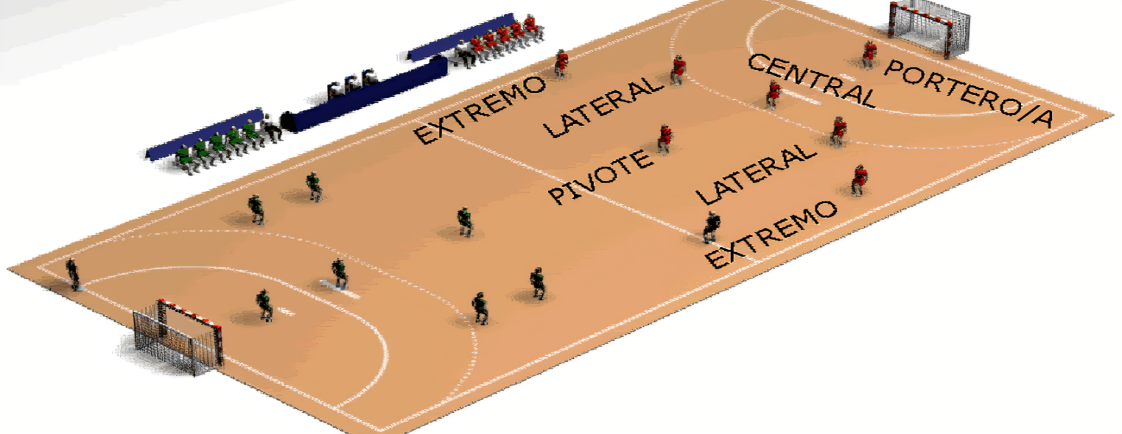 EXTREMO
LATERAL
CENTRAL
PORTERO/A
PIVOTE
LATERAL
EXTREMO